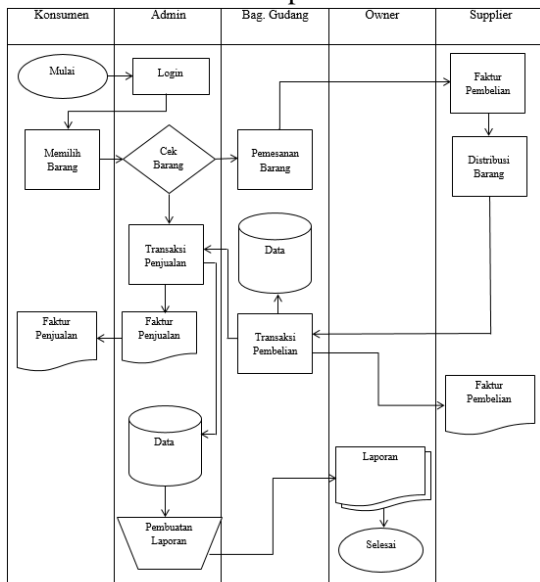 Konsumen
Admin
Bag. Gudang
Owner
Supplier
Mulai
Login
Faktur
Pembelian
Memilih
Barang
Cek
Barang
Pemesanan
Barang
Distribusi
Barang
Transaksi
Penjualan
Data
Faktur
Penjualan
Faktur
Penjualan
Transaksi
Pembelian
Faktur
Pembelian
Data
Laporan
Pembuatan
Laporan
Selesai